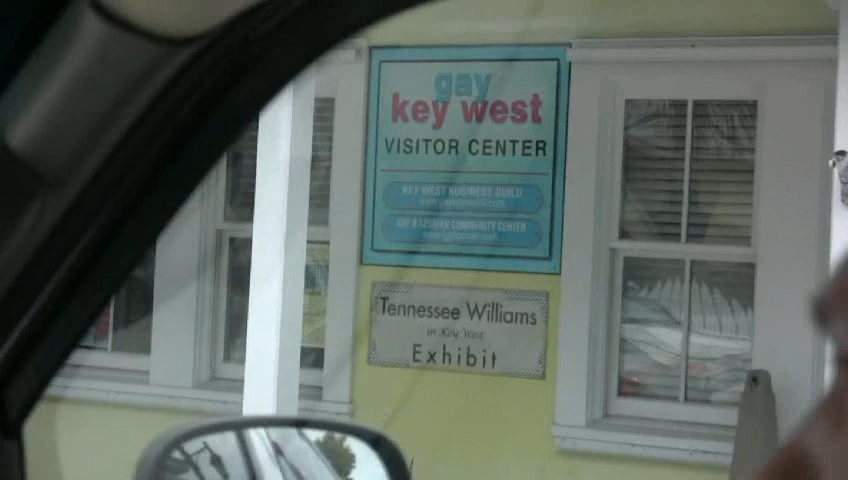 gay
key west
VISITOR CENTER
KEY WEST BUSINESS GUILD
GAY & LESBIAN COMMUNITY CENTER
Tennessee Williams
in Key West
Exhibit